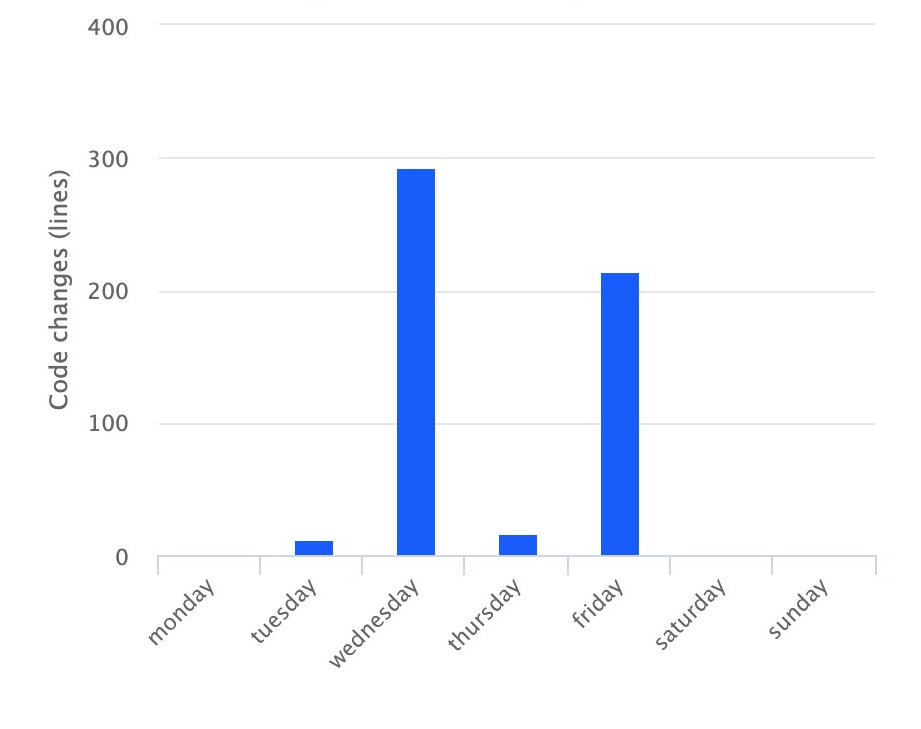 400
300
200
100
0
Code changes (lines)
monday
tuesday
wednesday
thursday
friday
saturday
sunday